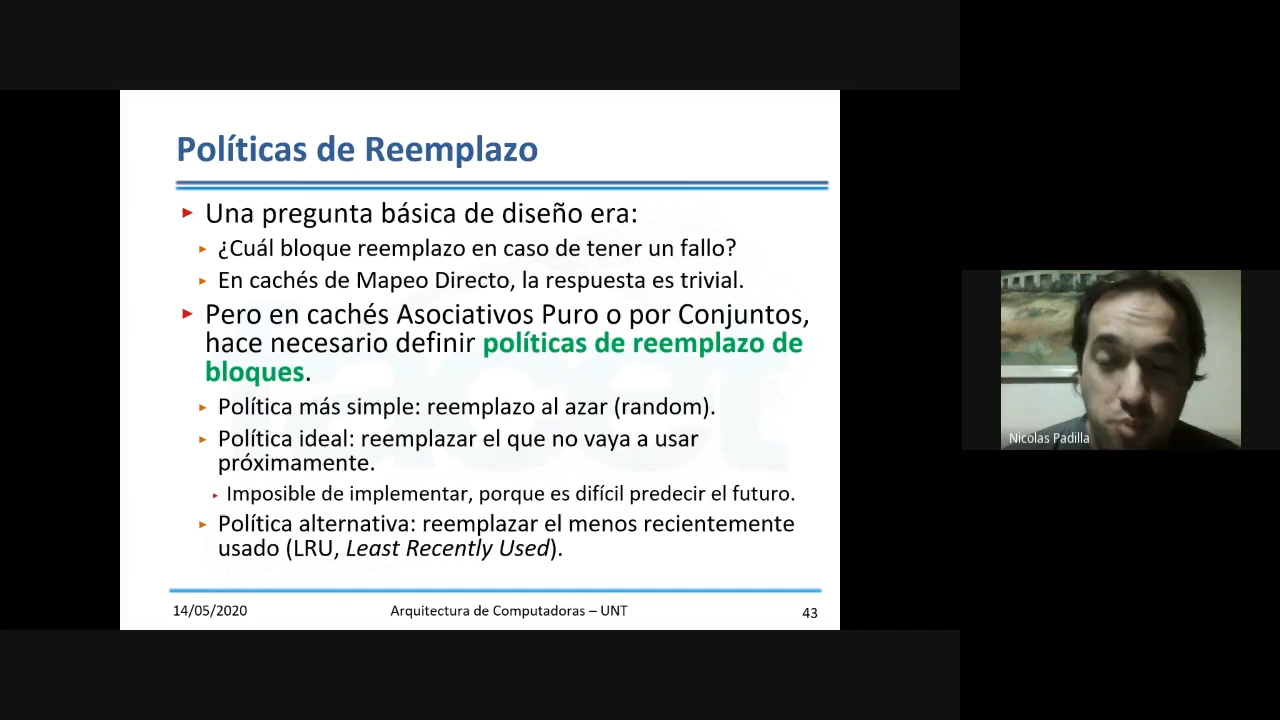 Políticas de Reemplazo
Una pregunta básica de diseño era:
¿Cuál bloque reemplazo en caso de tener un fallo?
En cachés de Mapeo Directo, la respuesta es trivial.
Pero en cachés Asociativos Puro o por Conjuntos,
hace necesario definir políticas de reemplazo de
bloques.
Política más simple: reemplazo al azar (random).
Política ideal: reemplazar el que no vaya a usar
próximamente.
Imposible de implementar, porque es difícil predecir el futuro.
Política alternativa: reemplazar el menos recientemente
usado (LRU, Least Recently Used).
14/05/2020
Arquitectura de Computadoras – UNT
43
Nicolas Padilla